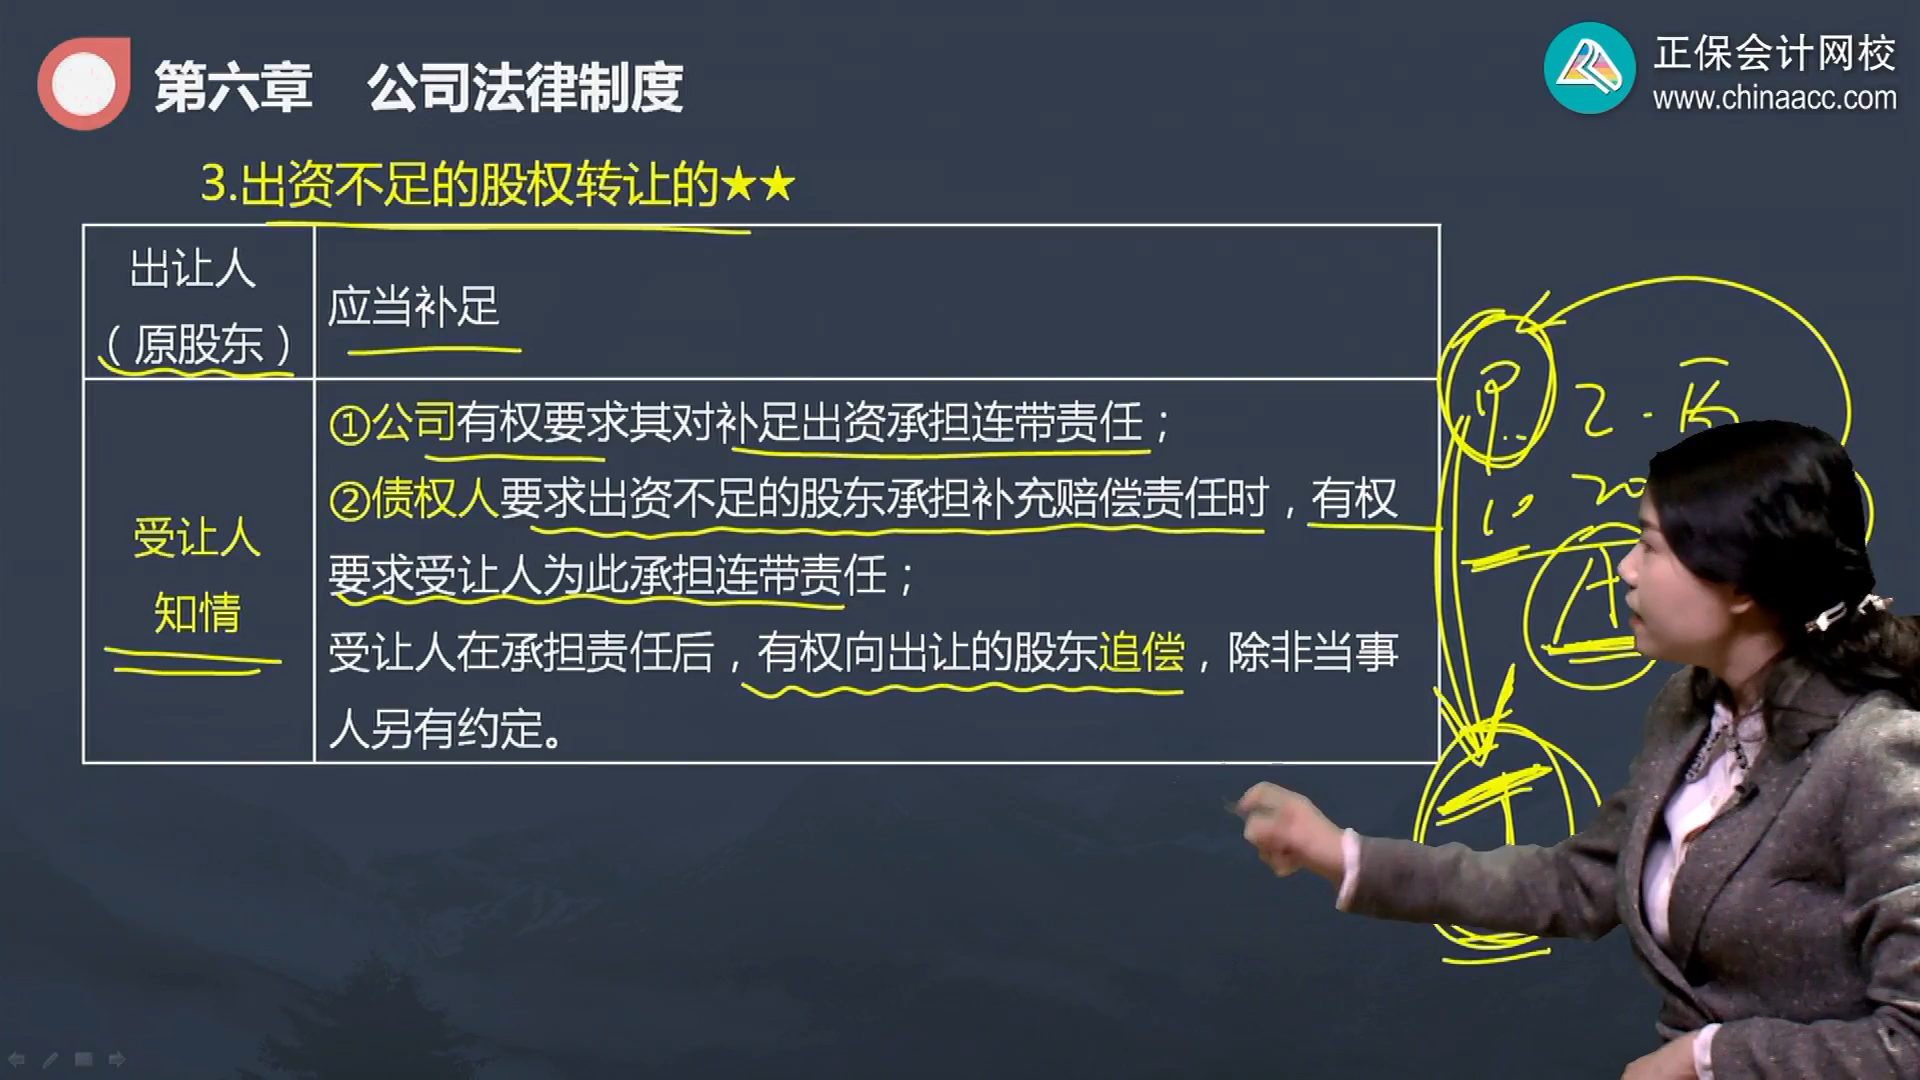 第六章 公司法律制度
正保会计网校
www.chinaacc.com
3.出资不足的股权转让的★★
出让人
（原股东）
应当补足
受让人
知情
①公司有权要求其对补足出资承担连带责任；
②债权人要求出资不足的股东承担补充赔偿责任时，有权
要求受让人为此承担连带责任；
受让人在承担责任后，有权向出让的股东追偿，除非当事
人另有约定。
甲 乙.丙
10 20
A
丁